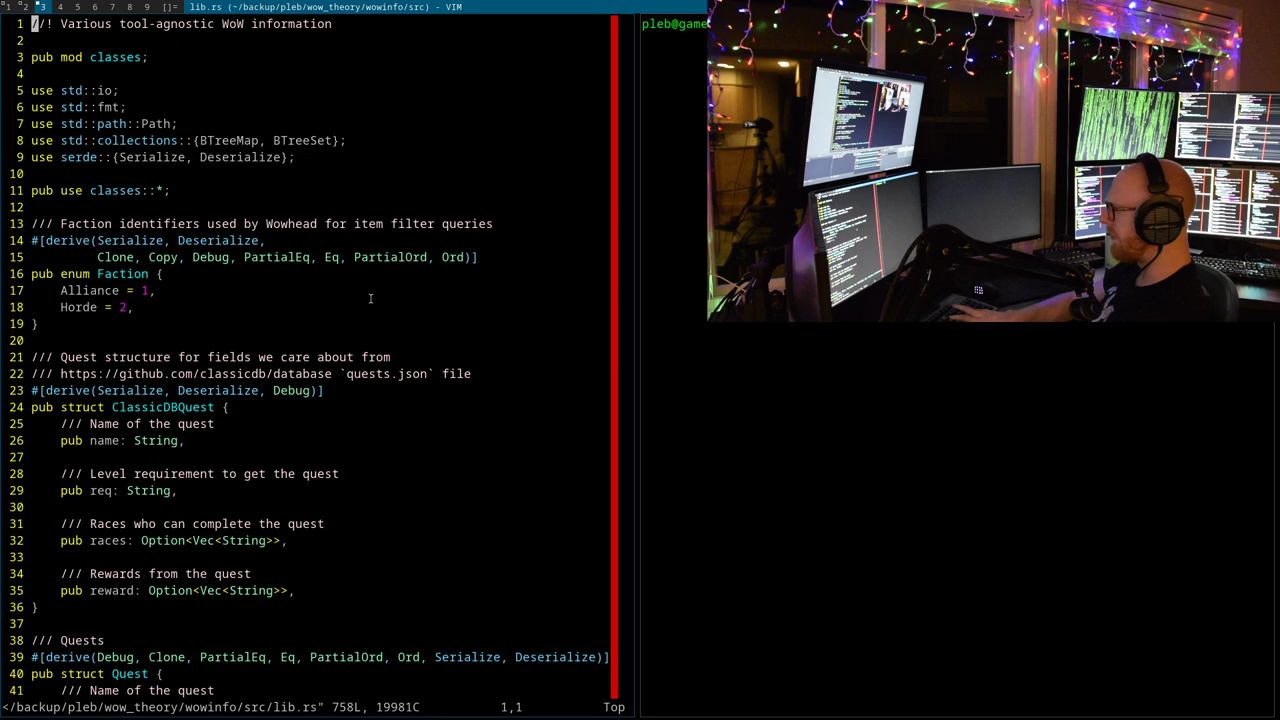 1 2 3 4 5 6 7 8 9 []= lib.rs (~/backup/pleb/wow_theory/wowinfo/src) - VIM
1 //! Various tool-agnostic WoW information
2
3 pub mod classes;
4
5 use std::io;
6 use std::fmt;
7 use std::path::Path;
8 use std::collections::{BTreeMap, BTreeSet};
9 use serde::{Serialize, Deserialize};
10
11 pub use classes::*;
12
13 /// Faction identifiers used by Wowhead for item filter queries
14 #[derive(Serialize, Deserialize,
15 Clone, Copy, Debug, PartialEq, Eq, PartialOrd, Ord)]
16 pub enum Faction {
17 Alliance = 1,
18 Horde = 2,
19 }
20
21 /// Quest structure for fields we care about from
22 /// https://github.com/classicdb/database `quests.json` file
23 #[derive(Serialize, Deserialize, Debug)]
24 pub struct ClassicDBQuest {
25 /// Name of the quest
26 pub name: String,
27
28 /// Level requirement to get the quest
29 pub req: String,
30
31 /// Races who can complete the quest
32 pub races: Option<Vec<String>>,
33
34 /// Rewards from the quest
35 pub reward: Option<Vec<String>>,
36 }
37
38 /// Quests
39 #[derive(Debug, Clone, PartialEq, Eq, PartialOrd, Ord, Serialize, Deserialize)]
40 pub struct Quest {
41 /// Name of the quest
</backup/pleb/wow_theory/wowinfo/src/lib.rs" 758L, 19981C 1,1 Top
pleb@game